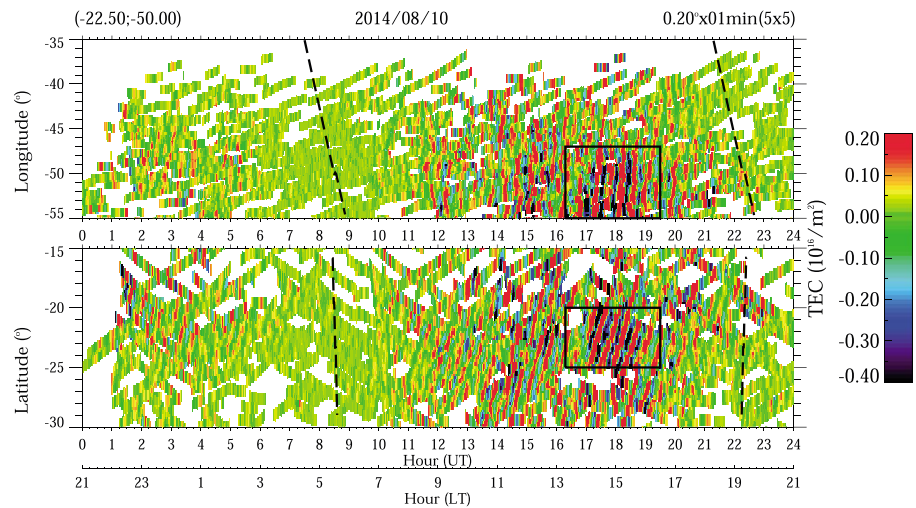 (-22.50;-50.00) 2014/08/10 0.20°x01min(5x5)
-35
-40
-45
-50
-55
Longitude (°)
0 1 2 3 4 5 6 7 8 9 10 11 12 13 14 15 16 17 18 19 20 21 22 23 24
-15
-20
-25
-30
Latitude (°)
0 1 2 3 4 5 6 7 8 9 10 11 12 13 14 15 16 17 18 19 20 21 22 23 24
Hour (UT)
21 23 1 3 5 7 9 11 13 15 17 19 21
Hour (LT)
0.20
0.10
0.00
-0.10
-0.20
-0.30
-0.40
TEC (10¹⁶/m²)